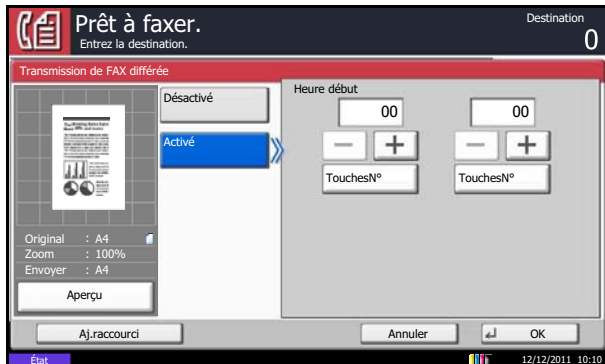 Prêt à faxer.
Entrez la destination.
Destination
0
Transmission de FAX différée
Désactivé
Activé
Heure début
00
00
TouchesN°
TouchesN°
Original : A4
Zoom : 100%
Envoyer : A4
Aperçu
Aj.raccourci
Annuler
OK
État
12/12/2011 10:10